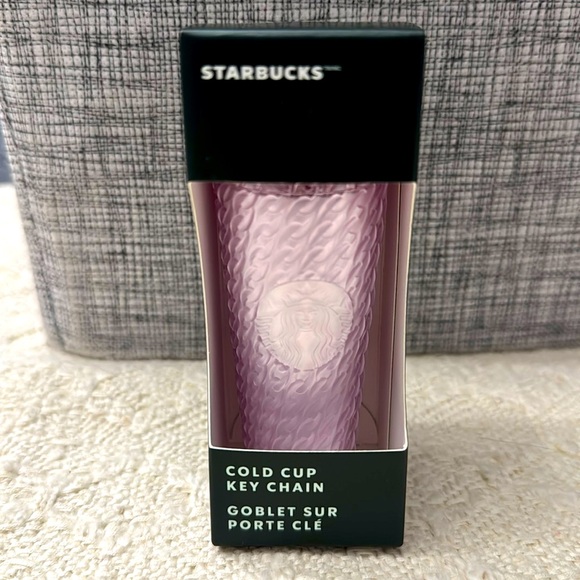 STARBUCKS
COLD CUP
KEY CHAIN
GOBLET SUR
PORTE CLÉ